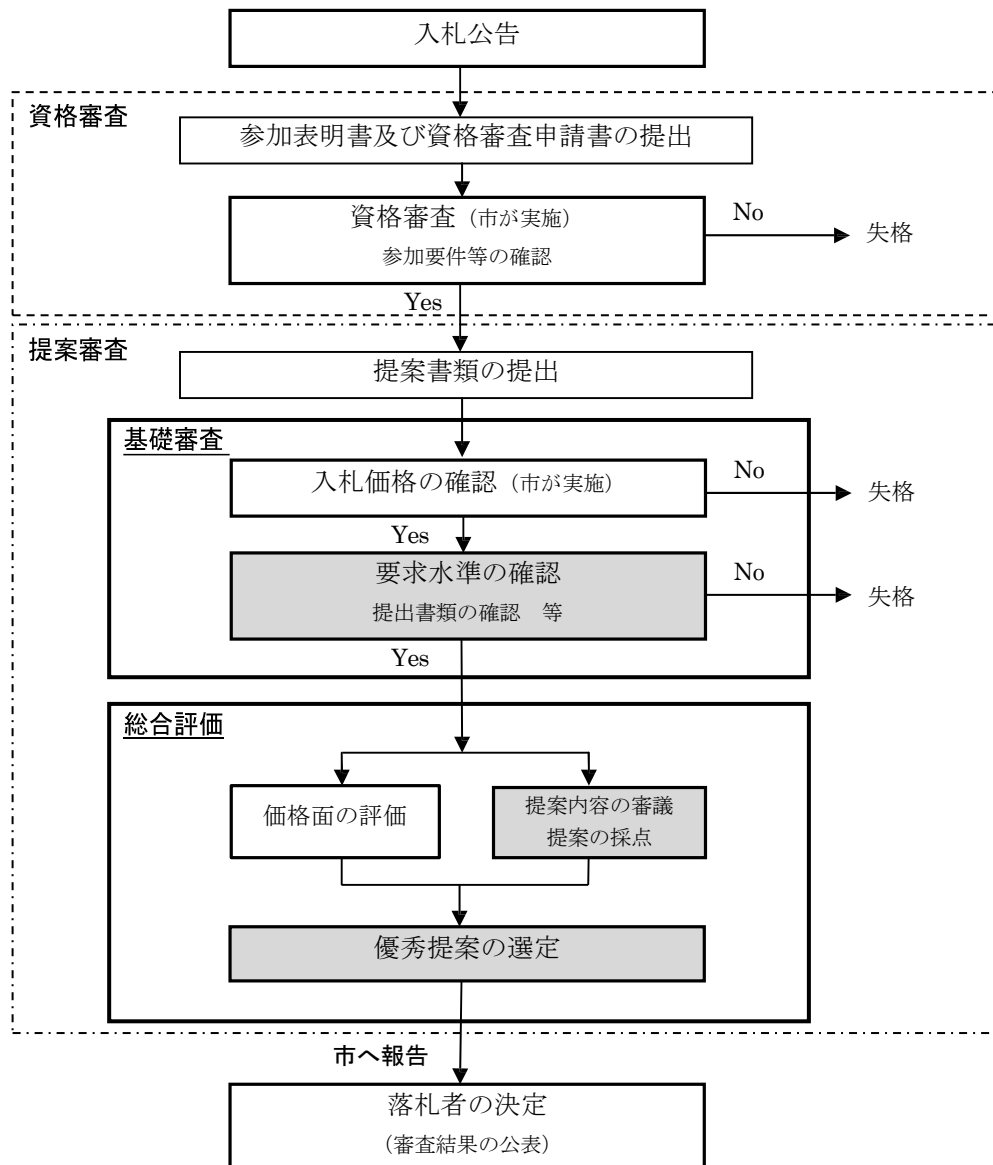 入札公告
資格審査
参加表明書及び資格審査申請書の提出
資格審査（市が実施）
参加要件等の確認
No
失格
Yes
提案審査
提案書類の提出
基礎審査
入札価格の確認（市が実施）
No
失格
Yes
要求水準の確認
提出書類の確認　等
No
失格
Yes
総合評価
価格面の評価
提案内容の審議
提案の採点
優秀提案の選定
市へ報告
落札者の決定
（審査結果の公表）